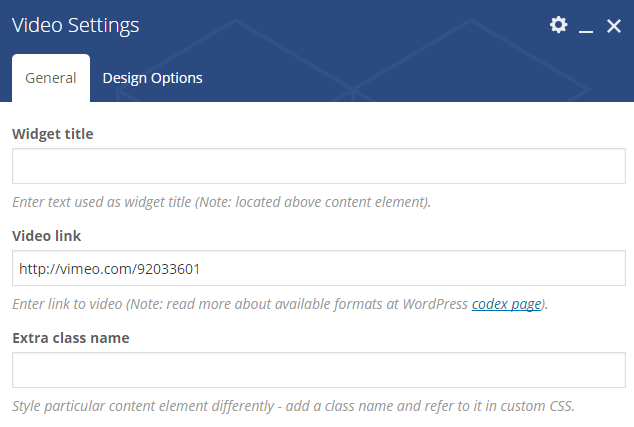 Video Settings
General
Design Options
Widget title
Enter text used as widget title (Note: located above content element).
Video link
http://vimeo.com/92033601
Enter link to video (Note: read more about available formats at WordPress codex page).
Extra class name
Style particular content element differently - add a class name and refer to it in custom CSS.